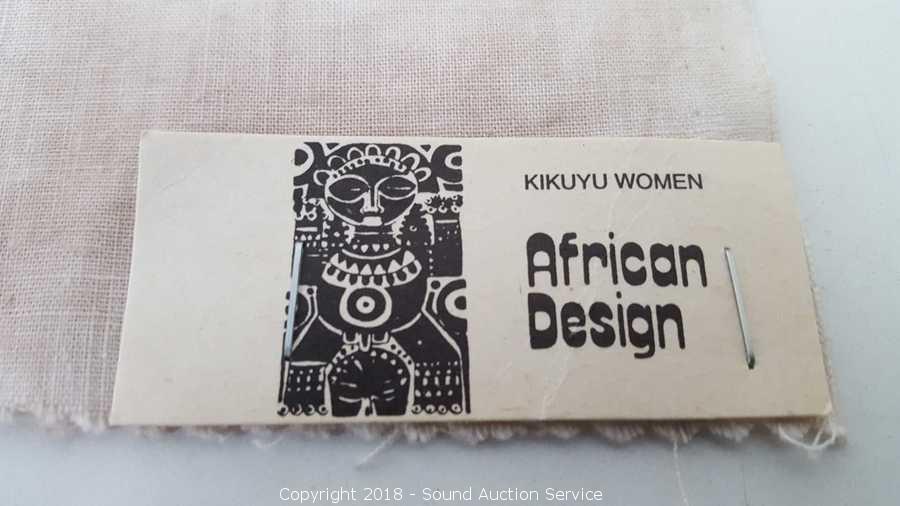 KIKUYU WOMEN
African
Design
Copyright 2018 - Sound Auction Service